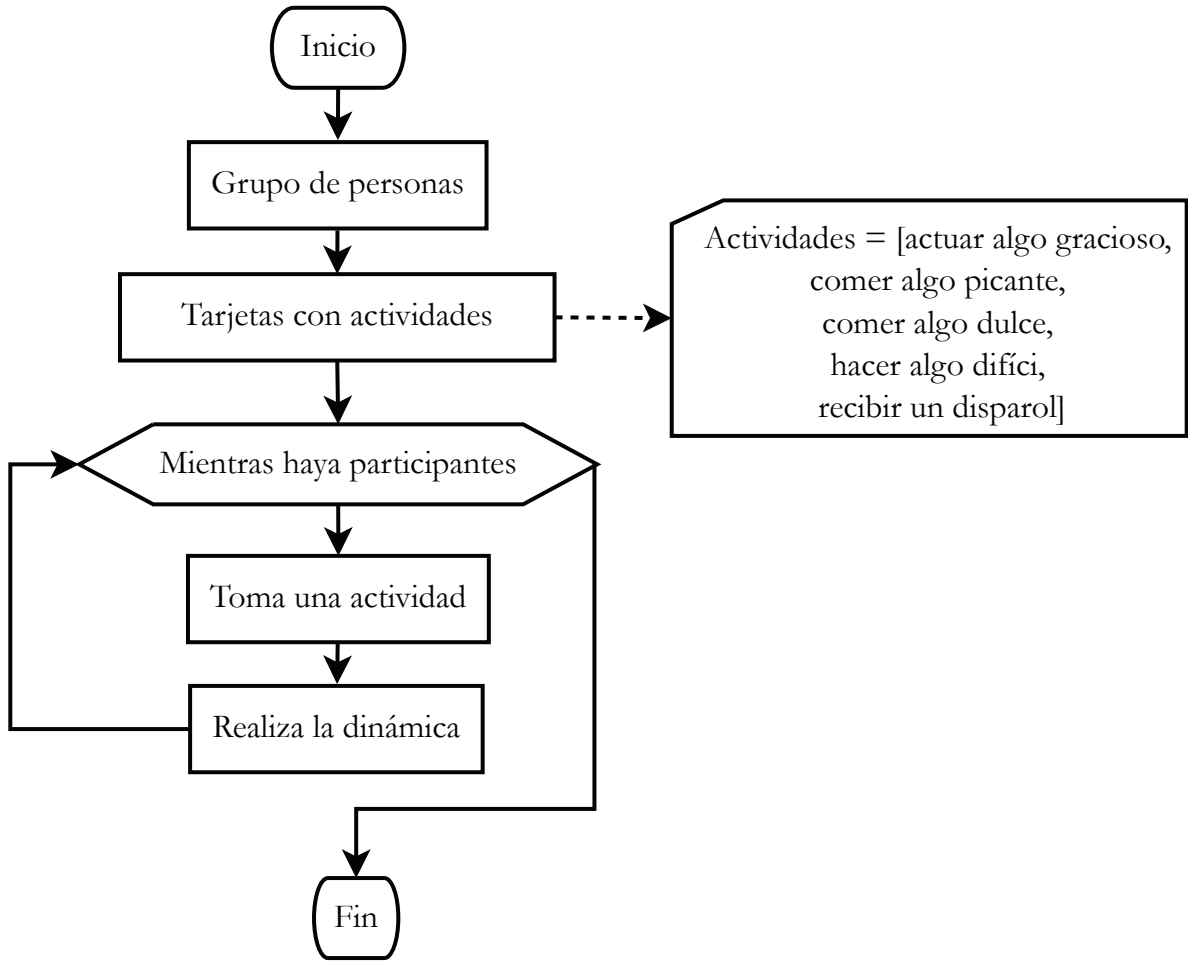 Inicio
Grupo de personas
Tarjetas con actividades
Actividades = [actuar algo gracioso,
comer algo picante,
comer algo dulce,
hacer algo difíci,
recibir un disparol]
Mientras haya participantes
Toma una actividad
Realiza la dinámica
Fin